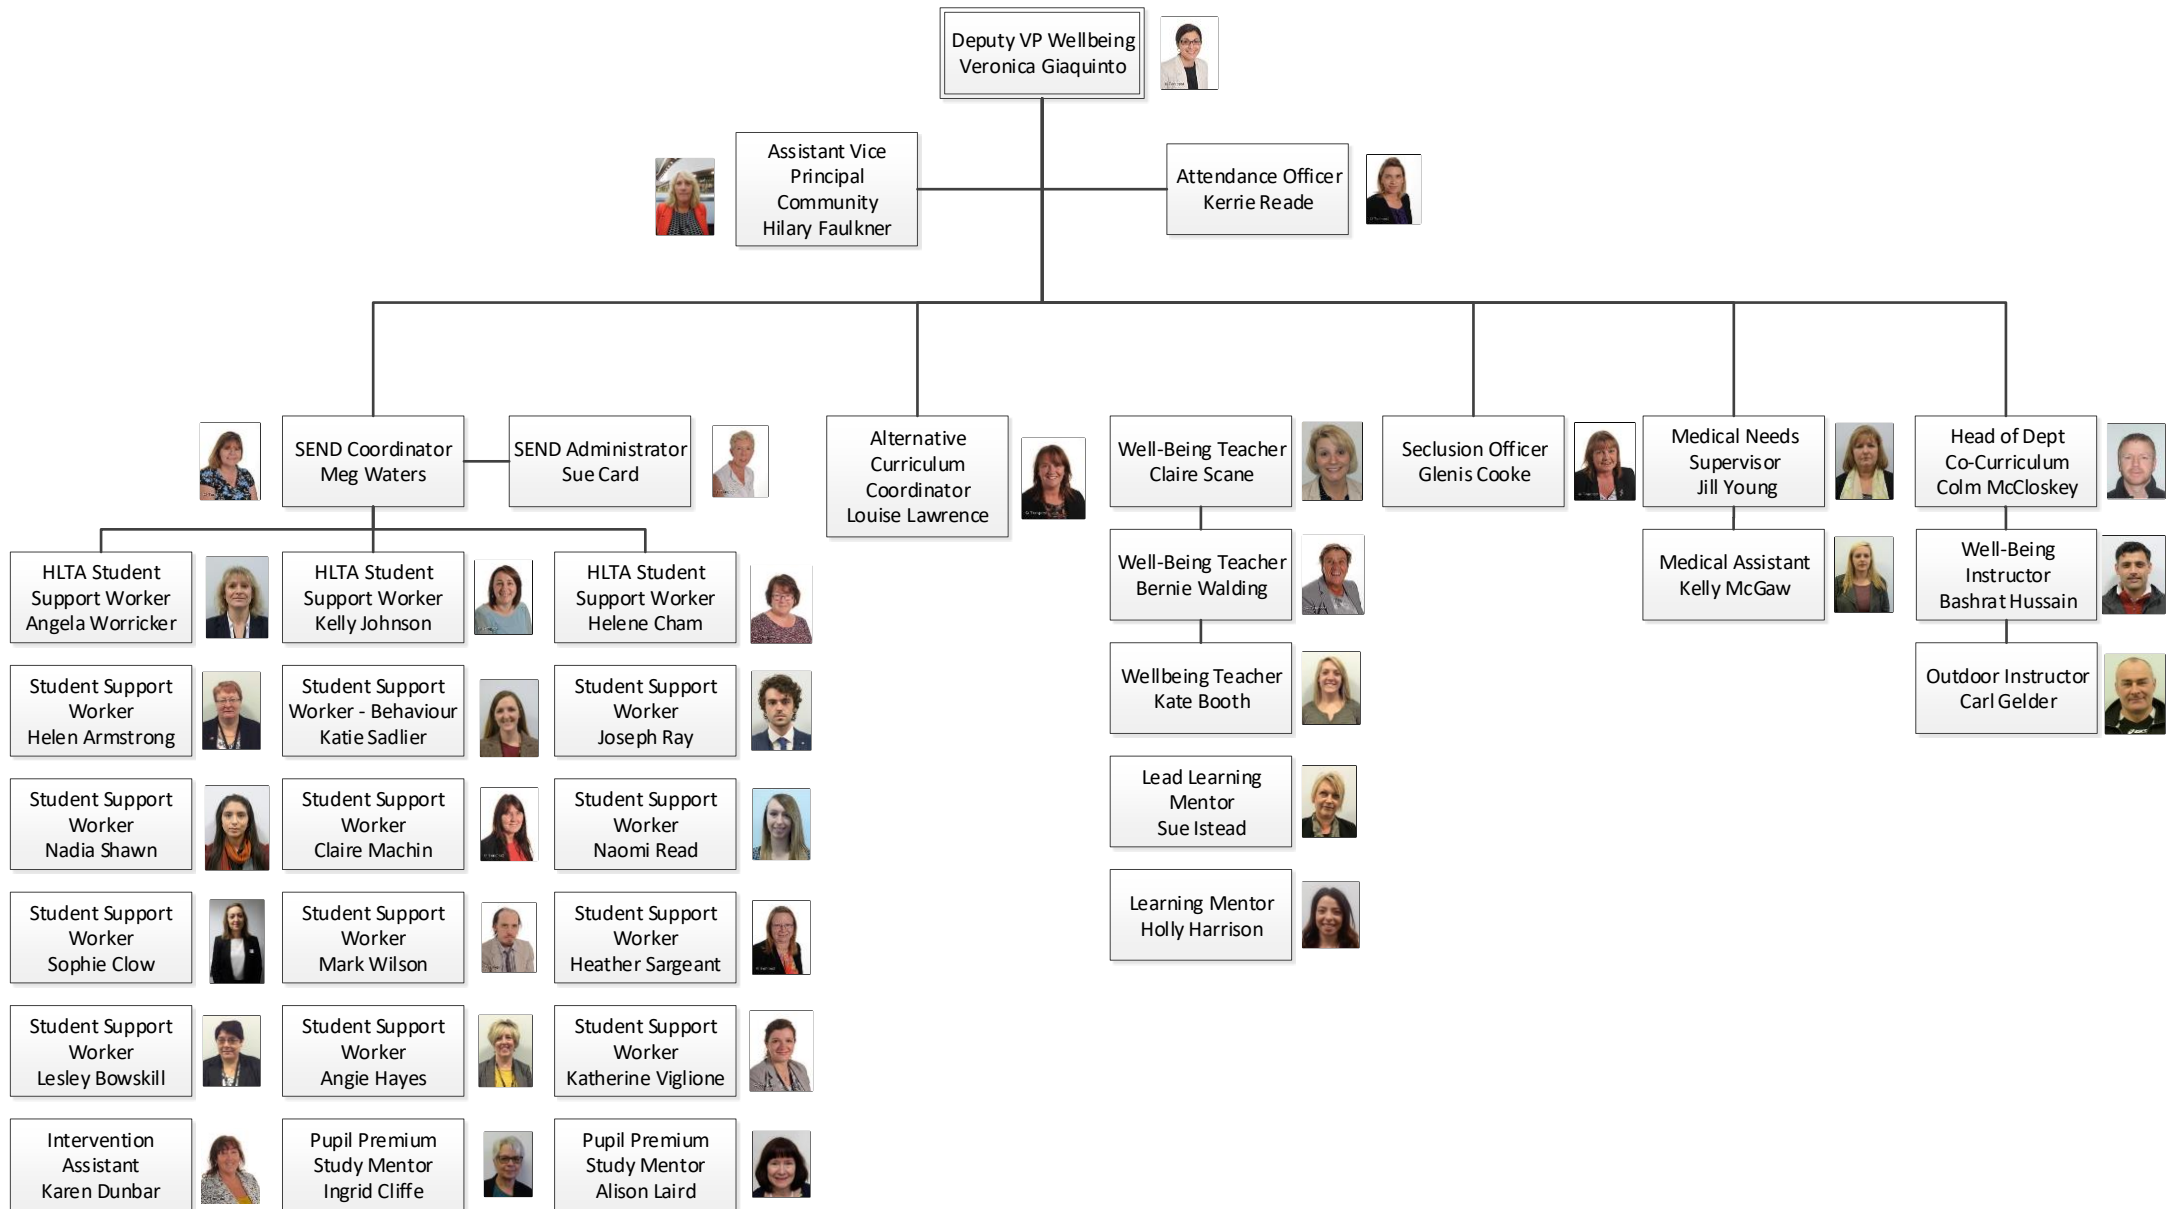 Deputy VP Wellbeing
Veronica Giaquinto
Assistant Vice
Principal
Community
Hilary Faulkner
Attendance Officer
Kerrie Reade
SEND Coordinator
Meg Waters
SEND Administrator
Sue Card
Alternative
Curriculum
Coordinator
Louise Lawrence
Well-Being Teacher
Claire Scane
Seclusion Officer
Glenis Cooke
Medical Needs
Supervisor
Jill Young
Head of Dept
Co-Curriculum
Colm McCloskey
HLTA Student
Support Worker
Angela Worricker
HLTA Student
Support Worker
Kelly Johnson
HLTA Student
Support Worker
Helene Cham
Well-Being Teacher
Bernie Walding
Medical Assistant
Kelly McGaw
Well-Being
Instructor
Bashrat Hussain
Student Support
Worker
Helen Armstrong
Student Support
Worker - Behaviour
Katie Sadlier
Student Support
Worker
Joseph Ray
Wellbeing Teacher
Kate Booth
Outdoor Instructor
Carl Gelder
Student Support
Worker
Nadia Shawn
Student Support
Worker
Claire Machin
Student Support
Worker
Naomi Read
Lead Learning
Mentor
Sue Istead
Student Support
Worker
Sophie Clow
Student Support
Worker
Mark Wilson
Student Support
Worker
Heather Sargeant
Learning Mentor
Holly Harrison
Student Support
Worker
Lesley Bowskill
Student Support
Worker
Angie Hayes
Student Support
Worker
Katherine Viglione
Intervention
Assistant
Karen Dunbar
Pupil Premium
Study Mentor
Ingrid Cliffe
Pupil Premium
Study Mentor
Alison Laird